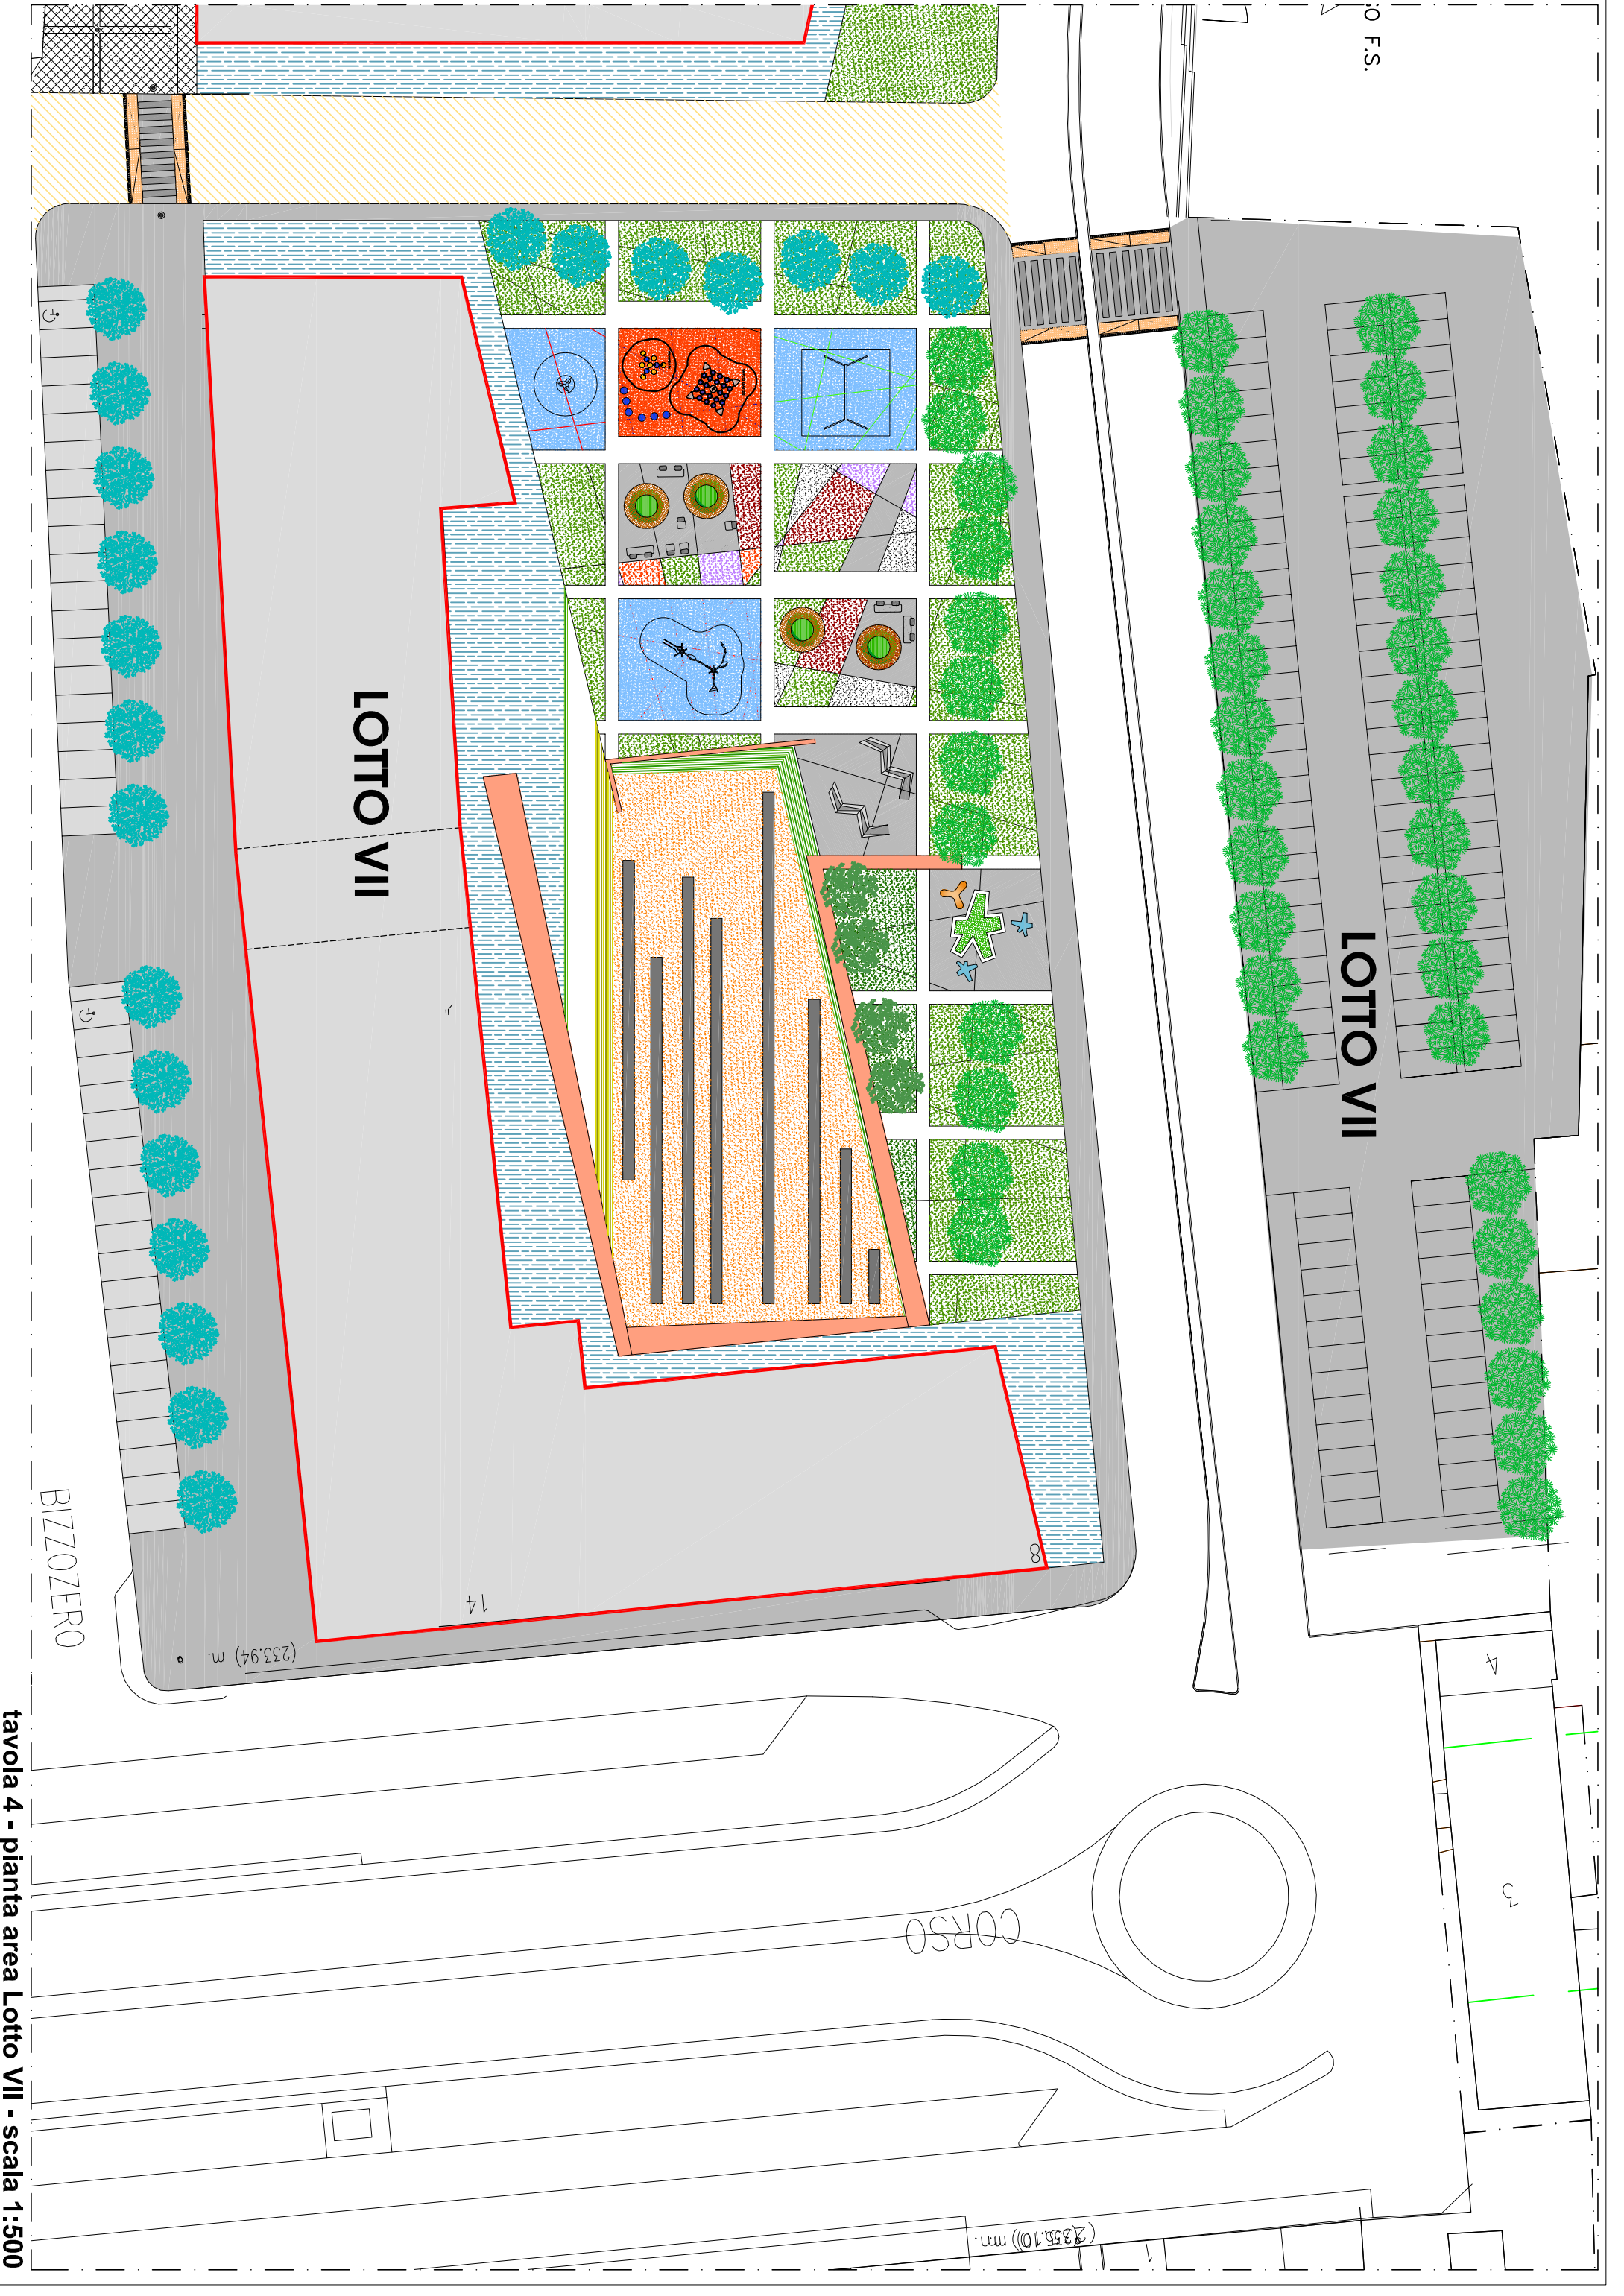 O F.S.
LOTTO VII
LOTTO VII
BIZZOZERO
14
8
(233.94) m.
CORSO
4
3
1
tavola 4 - pianta area Lotto VII - scala 1:500